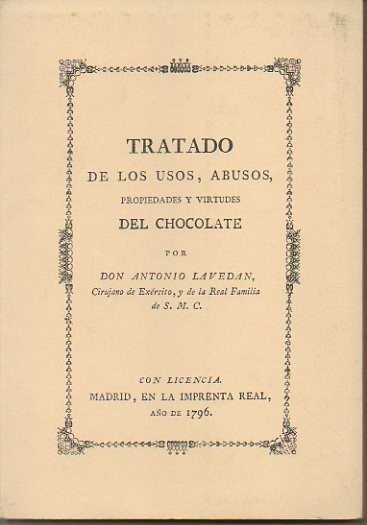 TRATADO
DE LOS USOS, ABUSOS,
PROPIEDADES Y VIRTUDES
DEL CHOCOLATE
POR
DON ANTONIO LAVEDAN,
Cirujano de Exército, y de la Real Familia
de S. M. C.
CON LICENCIA.
MADRID, EN LA IMPRENTA REAL,
AÑO DE 1796.